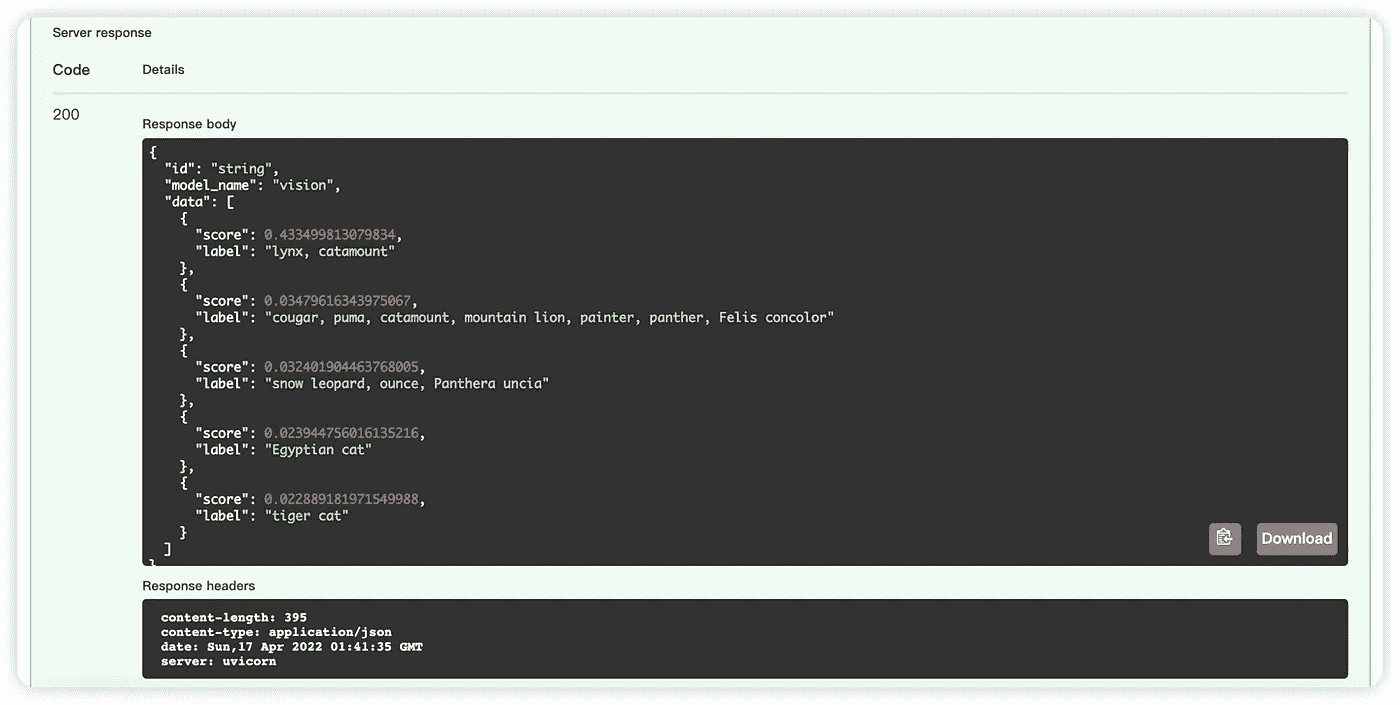 Server response
Code Details
200
Response body
{
"id": "string",
"model_name": "vision",
"data": [
{
"score": 0.433499813079834,
"label": "lynx, catamount"
},
{
"score": 0.03479616343975067,
"label": "cougar, puma, catamount, mountain lion, painter, panther, Felis concolor"
},
{
"score": 0.032401904463768005,
"label": "snow leopard, ounce, Panthera uncia"
},
{
"score": 0.023944756016135216,
"label": "Egyptian cat"
},
{
"score": 0.022889181971549988,
"label": "tiger cat"
}
]
}
Download
Response headers
content-length: 395
content-type: application/json
date: Sun,17 Apr 2022 01:41:35 GMT
server: uvicorn